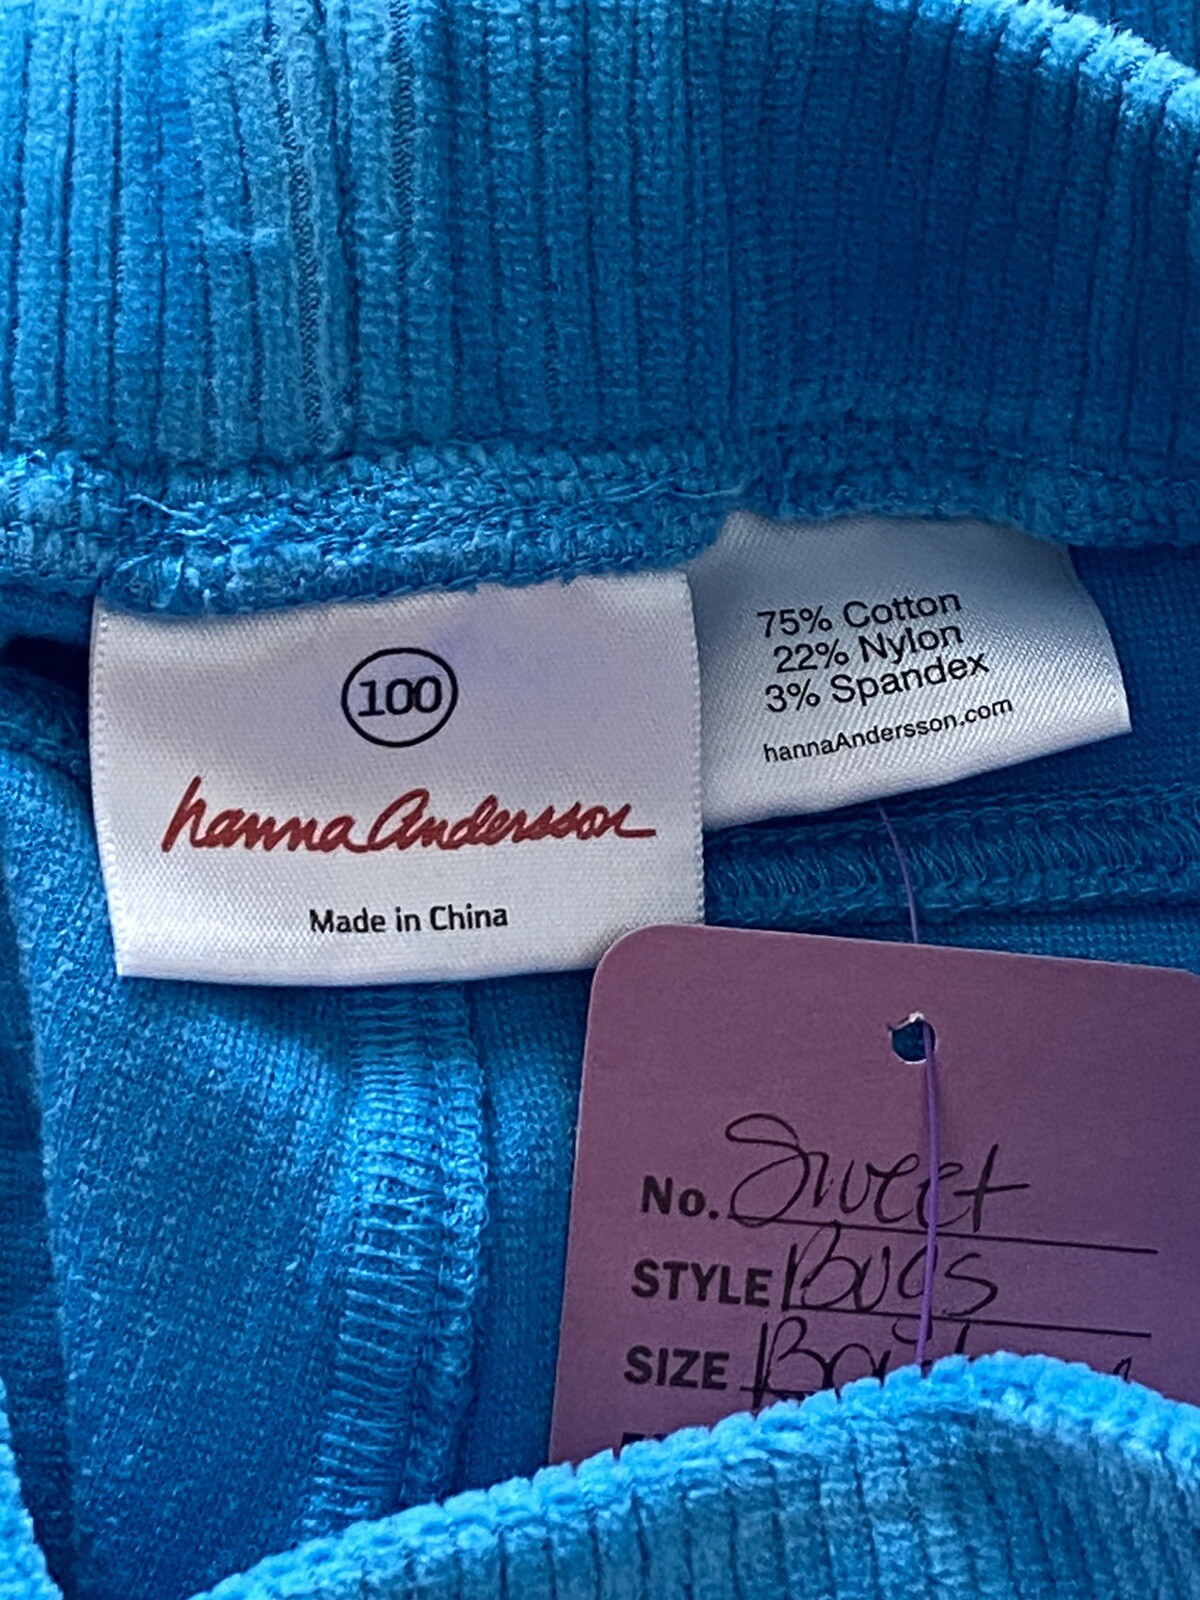 100
hanna Andersson
Made in China
75% Cotton
22% Nylon
3% Spandex
hannaAndersson.com
No. Sweet
STYLE Bugs
SIZE